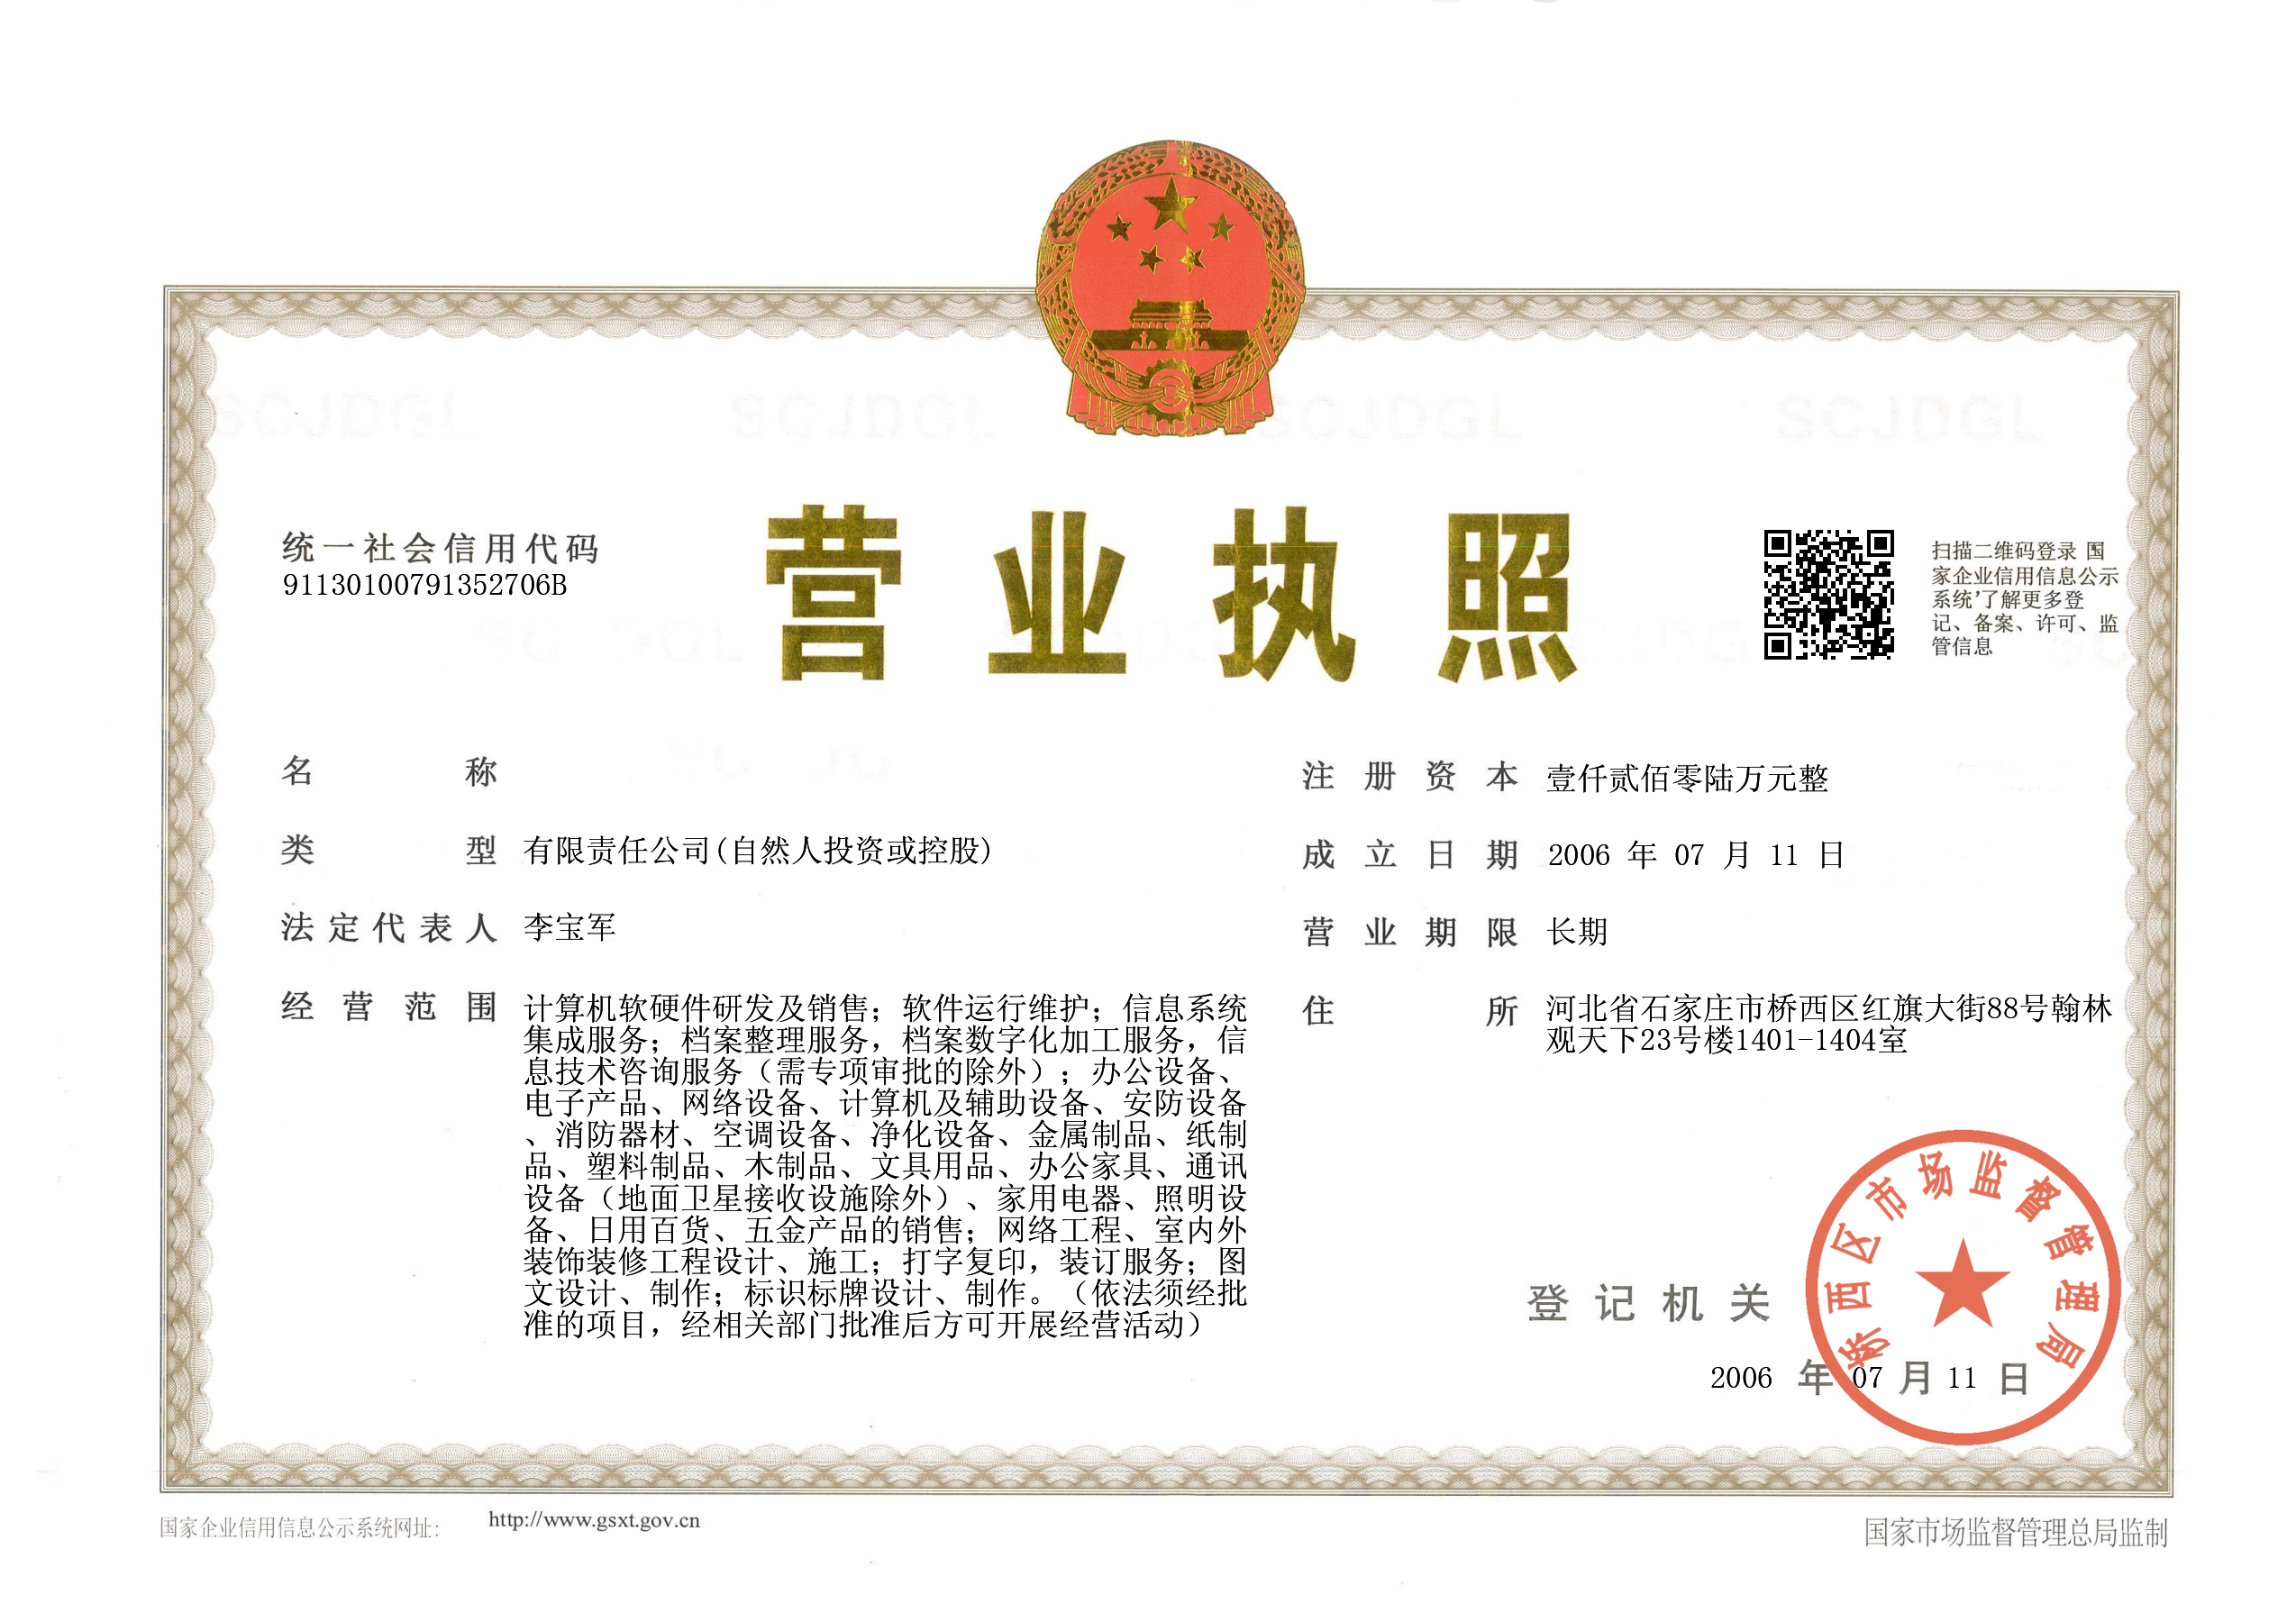 SCJDGL SCJDGL SCJDGL SCJDGL
统一社会信用代码
91130100791352706B
营业执照
扫描二维码登录 国
家企业信用信息公示
系统’了解更多登
记、备案、许可、监
管信息
名称
类型 有限责任公司(自然人投资或控股)
法定代表人 李宝军
经营范围 计算机软硬件研发及销售；软件运行维护；信息系统
集成服务；档案整理服务，档案数字化加工服务，信
息技术咨询服务（需专项审批的除外）；办公设备、
电子产品、网络设备、计算机及辅助设备、安防设备
、消防器材、空调设备、净化设备、金属制品、纸制
品、塑料制品、木制品、文具用品、办公家具、通讯
设备（地面卫星接收设施除外）、家用电器、照明设
备、日用百货、五金产品的销售；网络工程、室内外
装饰装修工程设计、施工；打字复印，装订服务；图
文设计、制作；标识标牌设计、制作。（依法须经批
准的项目，经相关部门批准后方可开展经营活动）
注册资本 壹仟贰佰零陆万元整
成立日期 2006 年 07 月 11 日
营业期限 长期
住所 河北省石家庄市桥西区红旗大街88号翰林
观天下23号楼1401-1404室
登记机关
桥西区市场监督管理局
2006 年 07 月 11 日
国家企业信用信息公示系统网址: http://www.gsxt.gov.cn
国家市场监督管理总局监制